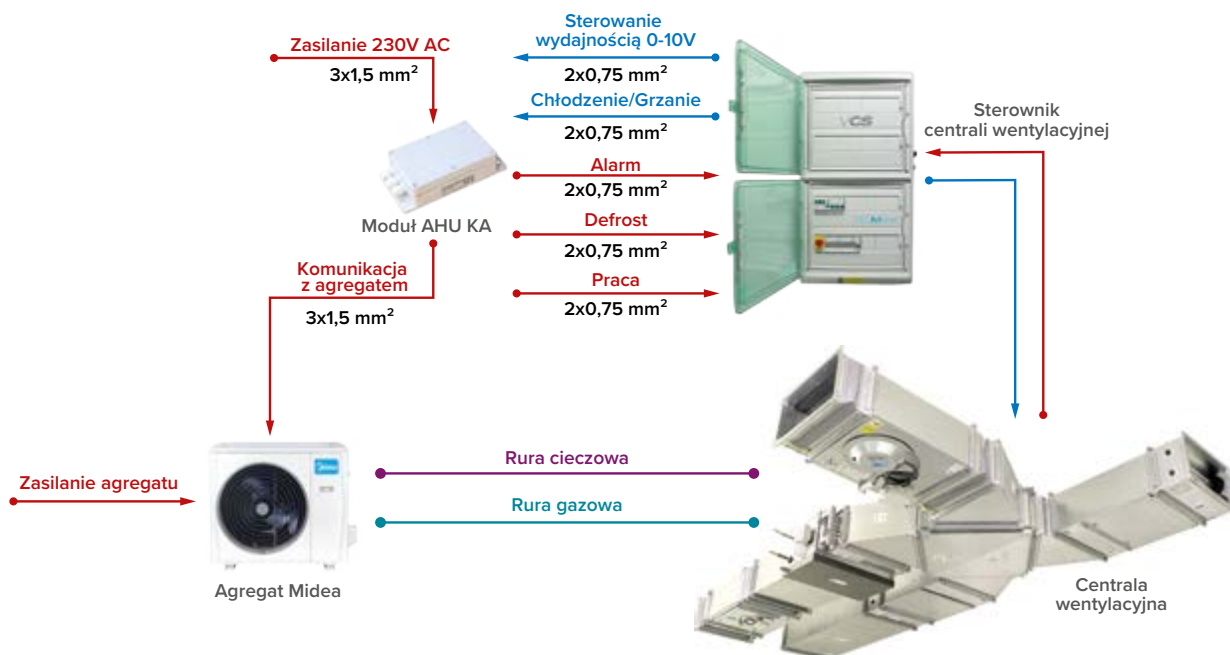 Zasilanie 230V AC
3x1,5 mm²
Sterowanie
wydajnością 0-10V
2x0,75 mm²
Chłodzenie/Grzanie
2x0,75 mm²
Alarm
2x0,75 mm²
Defrost
2x0,75 mm²
Praca
2x0,75 mm²
Moduł AHU KA
Komunikacja
z agregatem
3x1,5 mm²
VCS
Sterownik
centrali wentylacyjnej
Zasilanie agregatu
Midea
Agregat Midea
Rura cieczowa
Rura gazowa
Centrala
wentylacyjna